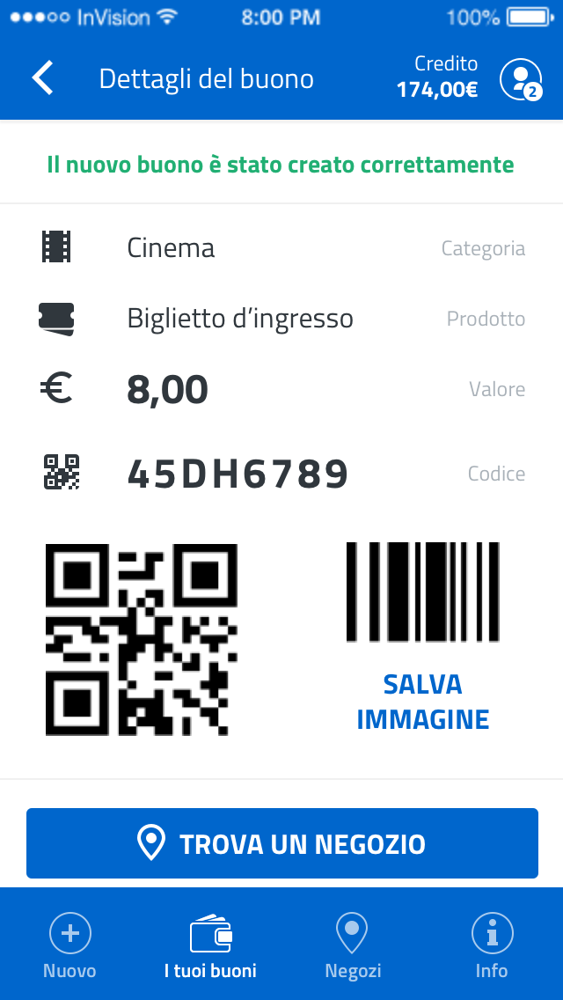 InVision 8:00 PM 100%
Dettagli del buono
Credito
174,00€
2
Il nuovo buono è stato creato correttamente
Cinema Categoria
Biglietto d’ingresso Prodotto
€ 8,00 Valore
45DH6789 Codice
SALVA
IMMAGINE
TROVA UN NEGOZIO
Nuovo I tuoi buoni Negozi Info